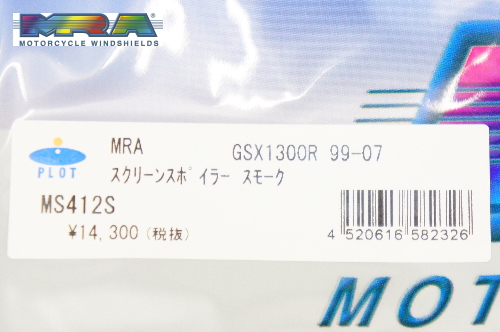 MRA
MOTORCYCLE WINDSHIELDS
MRA GSX1300R 99-07
PLOT スクリーンスポイラー スモーク
MS412S
¥14,300(税抜)
4 520616 582326
MOT